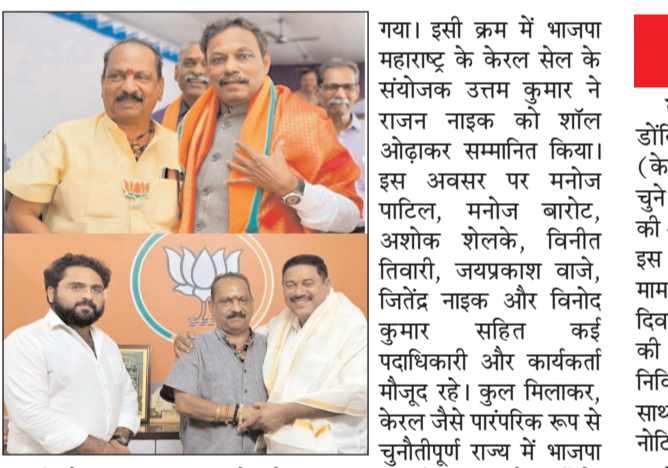 गया। इसी क्रम में भाजपा
महाराष्ट्र के केरल सेल के
संयोजक उत्तम कुमार ने
राजन नाइक को शॉल
ओढ़ाकर सम्मानित किया।
इस अवसर पर मनोज
पाटिल, मनोज बारोट,
अशोक शेलके, विनीत
तिवारी, जयप्रकाश वाजे,
जितेंद्र नाइक और विनोद
कुमार सहित कई
पदाधिकारी और कार्यकर्ता
मौजूद रहे। कुल मिलाकर,
केरल जैसे पारंपरिक रूप से
चुनौतीपूर्ण राज्य में भाजपा
(के
चुने
की
इस
की